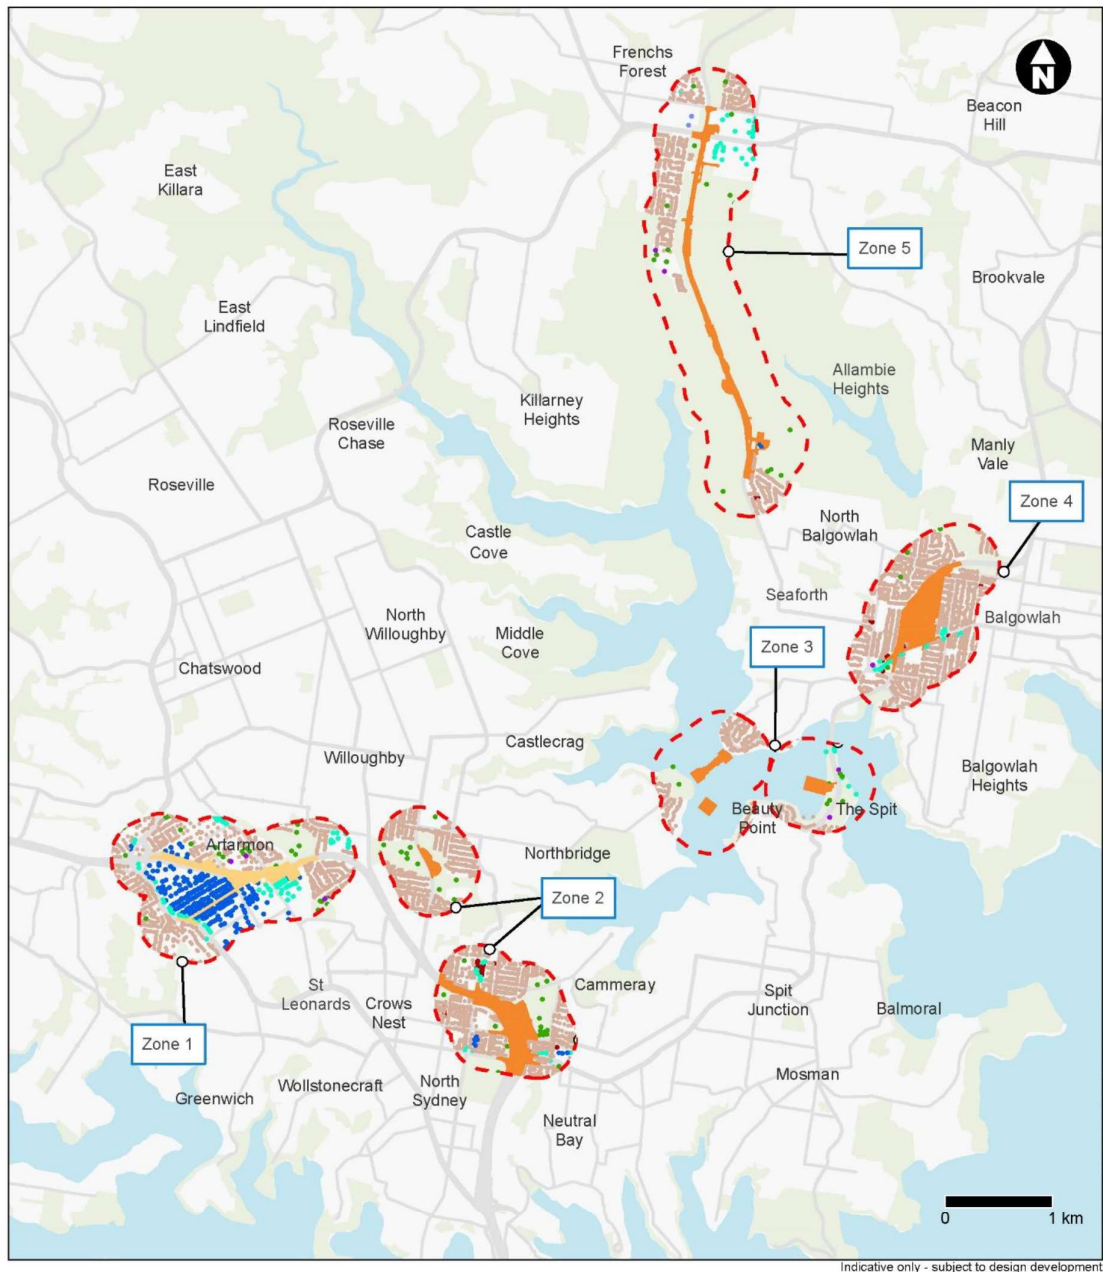 Frenchs
Forest
N
Beacon
Hill
East
Killara
Zone 5
Brookvale
East
Lindfield
Allambie
Heights
Killarney
Heights
Roseville
Chase
Manly
Vale
Roseville
Zone 4
North
Balgowlah
Castle
Cove
Seaforth
North
Willoughby
Balgowlah
Middle
Cove
Zone 3
Chatswood
Castlecrag
Willoughby
Balgowlah
Heights
Beauty
Point
The Spit
Artarmon
Northbridge
Zone 2
St
Leonards
Cammeray
Crows
Nest
Spit
Junction
Balmoral
Zone 1
Mosman
Wollstonecraft
North
Sydney
Greenwich
Neutral
Bay
0 1 km
Indicative only - subject to design development